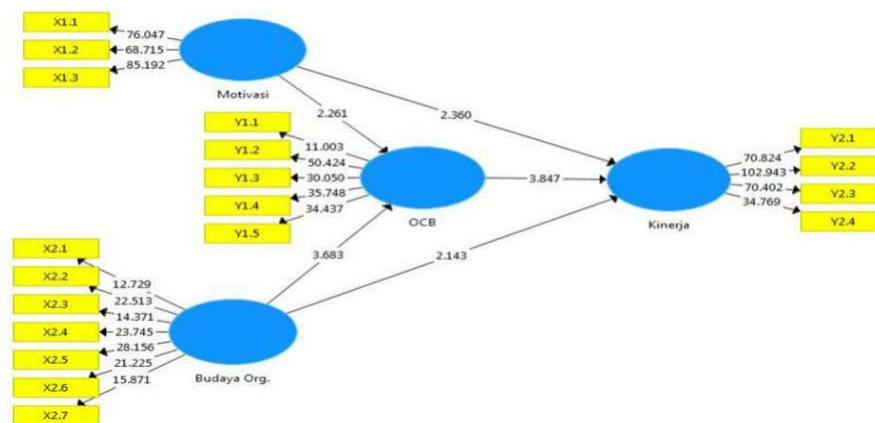 X1.1
X1.2
X1.3
76.047
68.715
85.192
Motivasi
2.261
2.360
Y1.1
Y1.2
Y1.3
Y1.4
Y1.5
11.003
50.424
30.050
35.748
34.437
OCB
3.847
Y2.1
Y2.2
Y2.3
Y2.4
70.824
102.943
70.402
34.769
Kinerja
3.683
2.143
X2.1
X2.2
X2.3
X2.4
X2.5
X2.6
X2.7
12.729
22.513
14.371
23.745
28.156
21.225
15.871
Budaya Org.